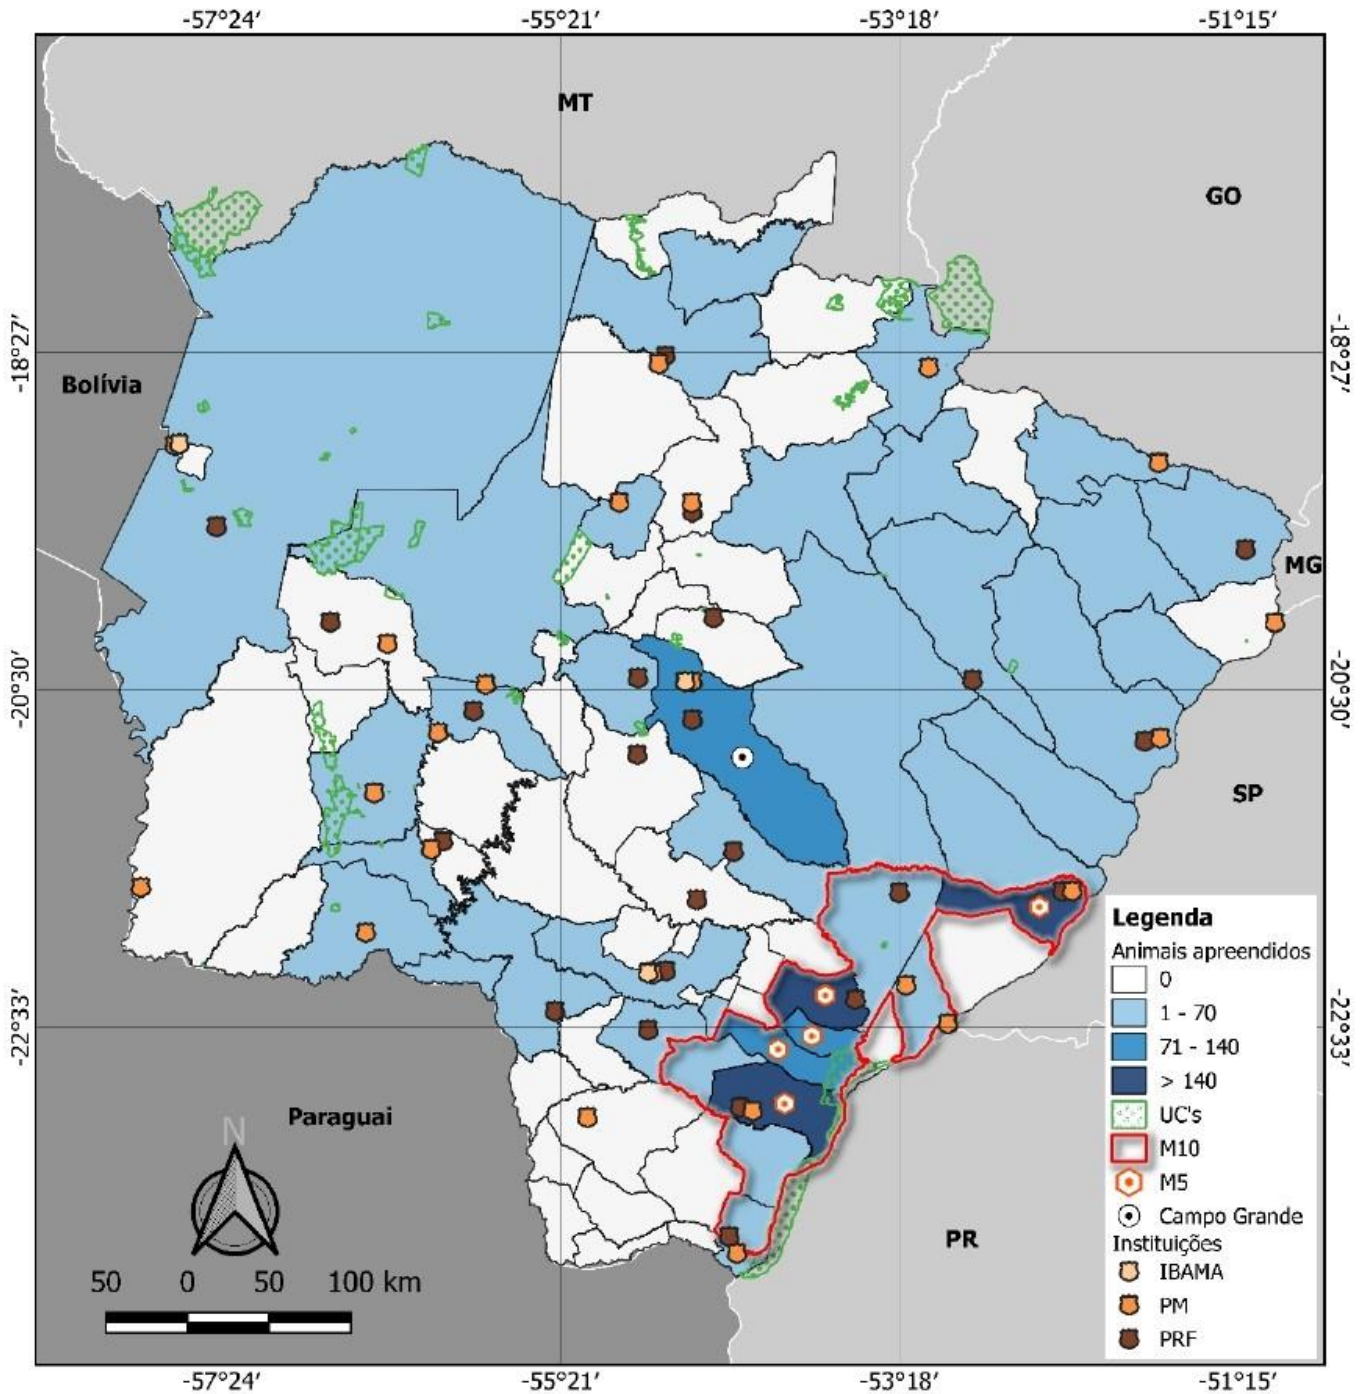 -57°24′ -55°21′ -53°18′ -51°15′
MT
GO
-18°27′ -18°27′
Bolívia
MG
-20°30′ -20°30′
SP
Legenda
Animais apreendidos
0
1 - 70
71 - 140
> 140
UC's
M10
M5
Campo Grande
Instituições
IBAMA
PM
PRF
-22°33′ -22°33′
Paraguai
N
PR
50 0 50 100 km
-57°24′ -55°21′ -53°18′ -51°15′